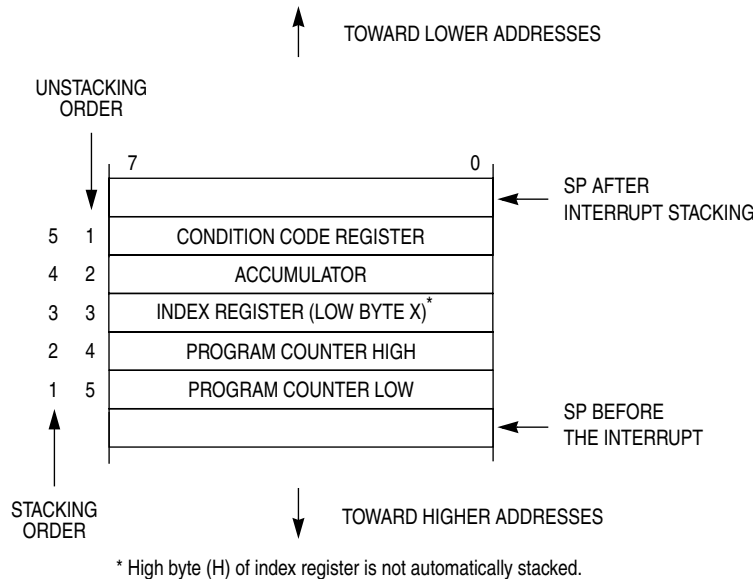 TOWARD LOWER ADDRESSES
UNSTACKING
ORDER
7 0
SP AFTER
INTERRUPT STACKING
5 1 CONDITION CODE REGISTER
4 2 ACCUMULATOR
3 3 INDEX REGISTER (LOW BYTE X)*
2 4 PROGRAM COUNTER HIGH
1 5 PROGRAM COUNTER LOW
SP BEFORE
THE INTERRUPT
STACKING
ORDER
TOWARD HIGHER ADDRESSES
* High byte (H) of index register is not automatically stacked.